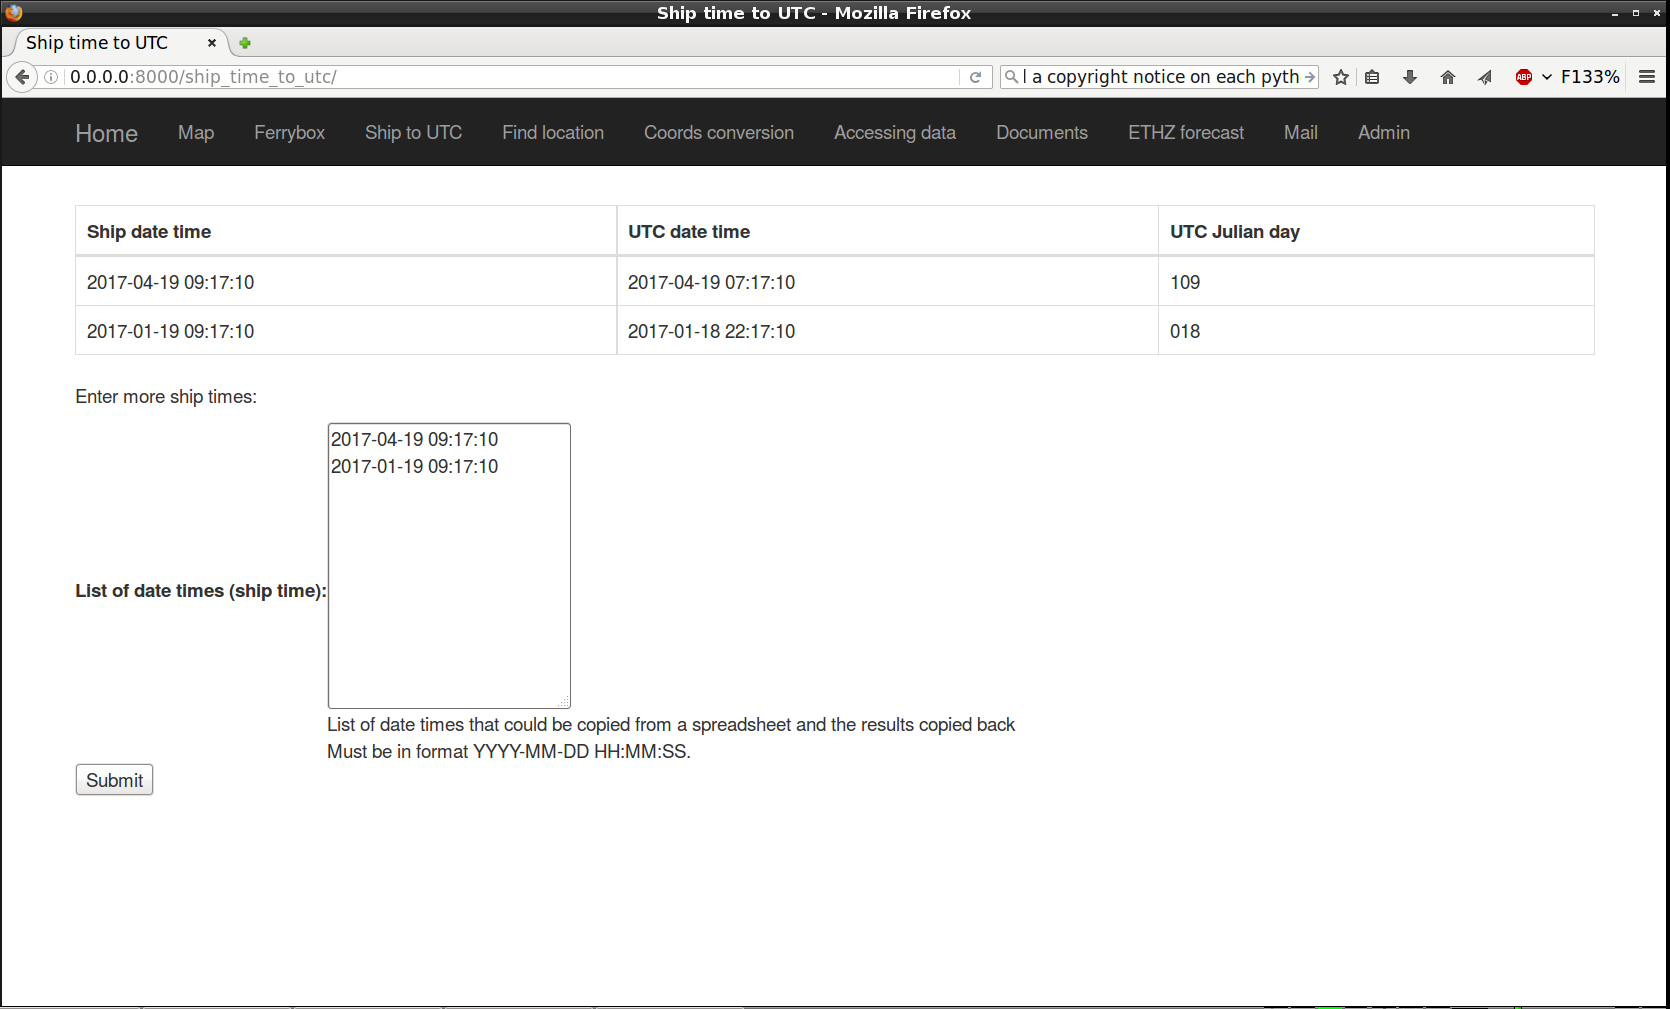 Ship time to UTC - Mozilla Firefox
Ship time to UTC
0.0.0.0:8000/ship_time_to_utc/
l a copyright notice on each pyth
ABP
F133%
Home Map Ferrybox Ship to UTC Find location Coords conversion Accessing data Documents ETHZ forecast Mail Admin
Ship date time UTC date time UTC Julian day
2017-04-19 09:17:10 2017-04-19 07:17:10 109
2017-01-19 09:17:10 2017-01-18 22:17:10 018
Enter more ship times:
2017-04-19 09:17:10
2017-01-19 09:17:10
List of date times (ship time):
List of date times that could be copied from a spreadsheet and the results copied back
Must be in format YYYY-MM-DD HH:MM:SS.
Submit